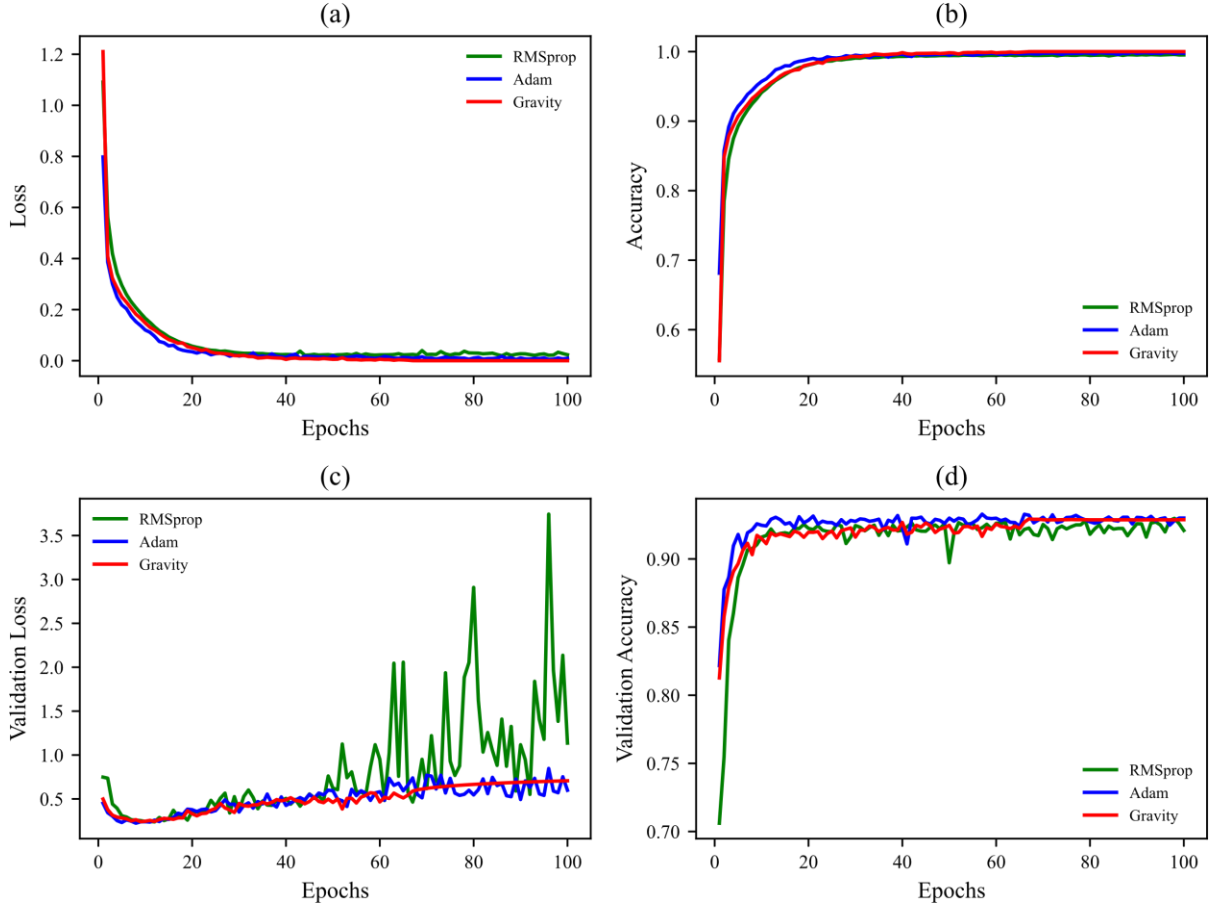 (a)
1.2
1.0
0.8
0.6
0.4
0.2
0.0
Loss
RMSprop
Adam
Gravity
0 20 40 60 80 100
Epochs
(b)
1.0
0.9
0.8
0.7
0.6
Accuracy
RMSprop
Adam
Gravity
0 20 40 60 80 100
Epochs
(c)
3.5
3.0
2.5
2.0
1.5
1.0
0.5
Validation Loss
RMSprop
Adam
Gravity
0 20 40 60 80 100
Epochs
(d)
0.90
0.85
0.80
0.75
0.70
Validation Accuracy
RMSprop
Adam
Gravity
0 20 40 60 80 100
Epochs